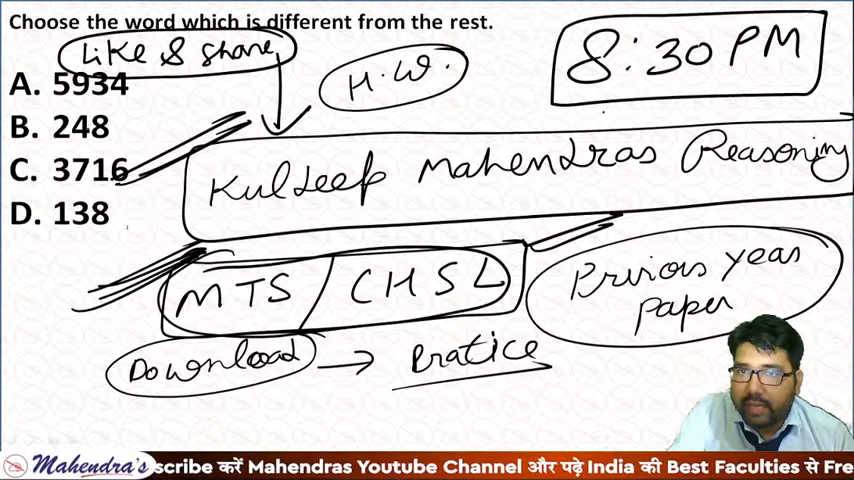 Choose the word which is different from the rest.
Like & share
8:30 PM
H.W.
A. 5934
B. 248
C. 3716
D. 138
Kuldeep Mahendras Reasoning
MTS / CHSL
Previous year
paper
Download → Pratice
Mahendra's
scribe करें Mahendras Youtube Channel और पढ़े India की Best Faculties से Fre